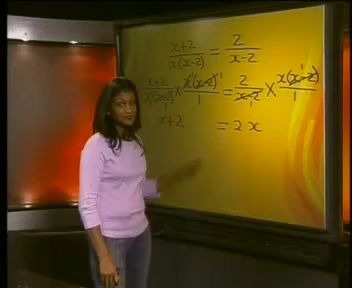 x+2/x(x-2) = 2/x-2
x+2/x(x-2) × x(x-2)/1 = 2/x-2 × x(x-2)/1
x+2 = 2x